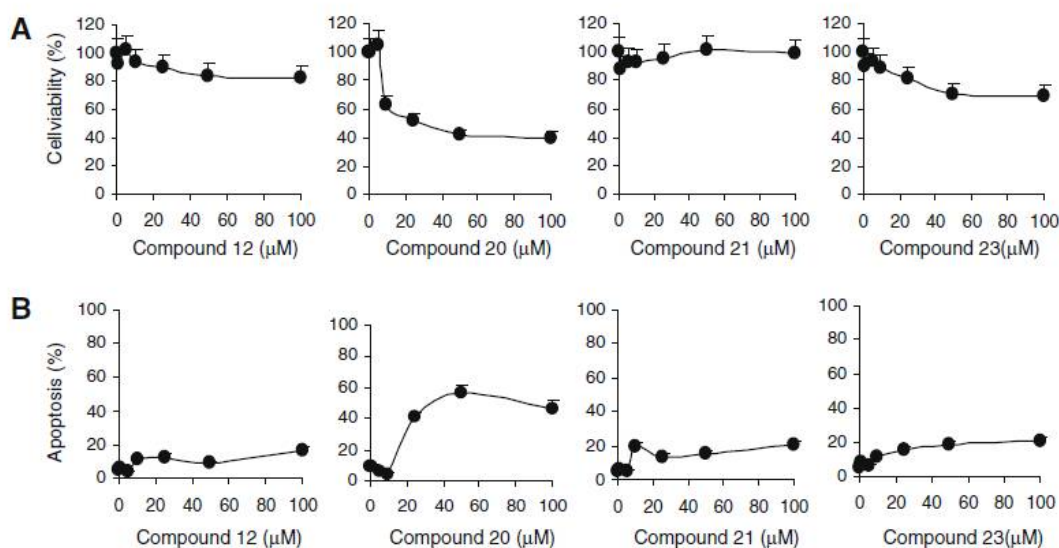 A
Cellviability (%)
120 120 120 120
100 100 100 100
80 80 80 80
60 60 60 60
40 40 40 40
20 20 20 20
0 0 0 0
0 20 40 60 80 100 0 20 40 60 80 100 0 20 40 60 80 100 0 20 40 60 80 100
Compound 12 (μM) Compound 20 (μM) Compound 21 (μM) Compound 23(μM)
B
Apoptosis (%)
100 100 100 100
80 80 80 80
60 60 60 60
40 40 40 40
20 20 20 20
0 0 0 0
0 20 40 60 80 100 0 20 40 60 80 100 0 20 40 60 80 100 0 20 40 60 80 100
Compound 12 (μM) Compound 20 (μM) Compound 21 (μM) Compound 23(μM)